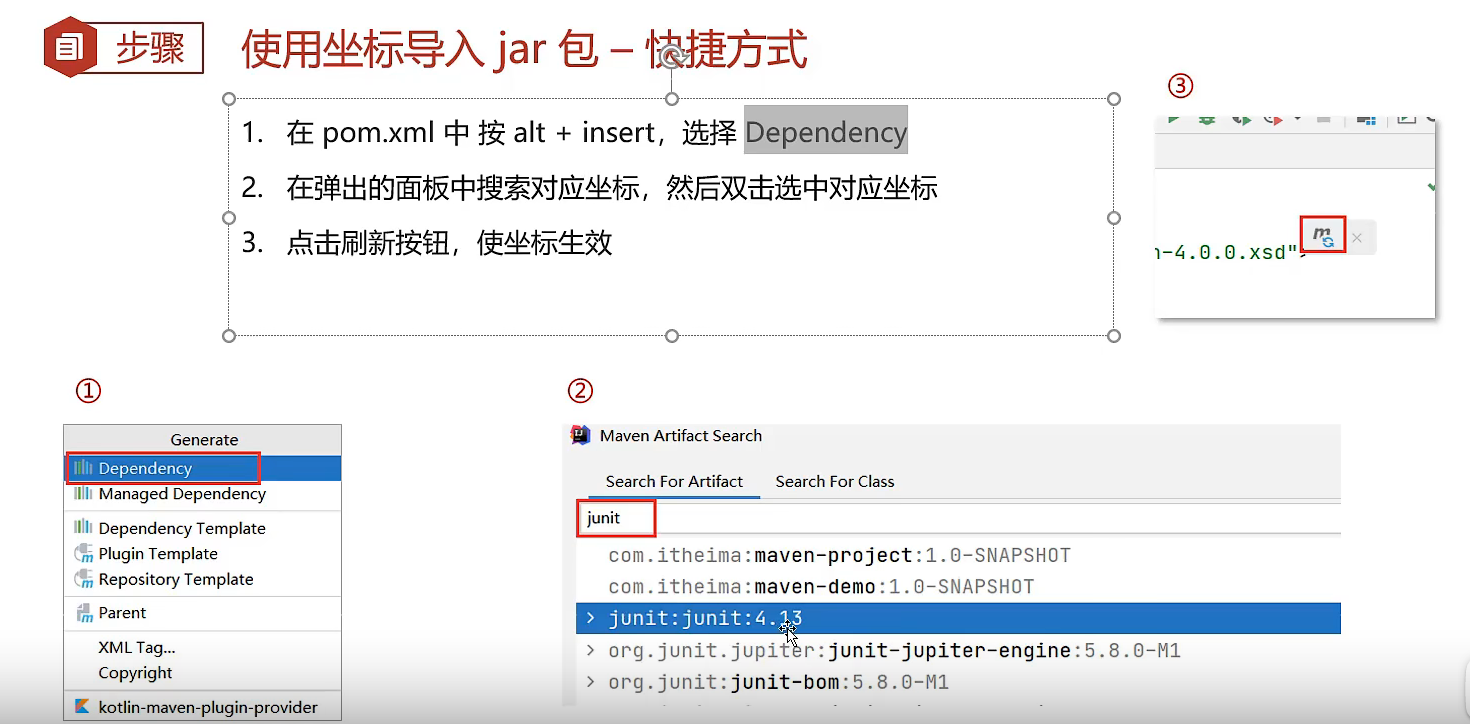 步骤
使用坐标导入 jar 包 – 快捷方式
1. 在 pom.xml 中 按 alt + insert，选择 Dependency
2. 在弹出的面板中搜索对应坐标，然后双击选中对应坐标
3. 点击刷新按钮，使坐标生效
③
n-4.0.0.xsd">
①
Generate
Dependency
Managed Dependency
Dependency Template
Plugin Template
Repository Template
Parent
XML Tag...
Copyright
kotlin-maven-plugin-provider
②
Maven Artifact Search
Search For Artifact Search For Class
junit
com.itheima:maven-project:1.0-SNAPSHOT
com.itheima:maven-demo:1.0-SNAPSHOT
junit:junit:4.13
org.junit.jupiter:junit-jupiter-engine:5.8.0-M1
org.junit:junit-bom:5.8.0-M1